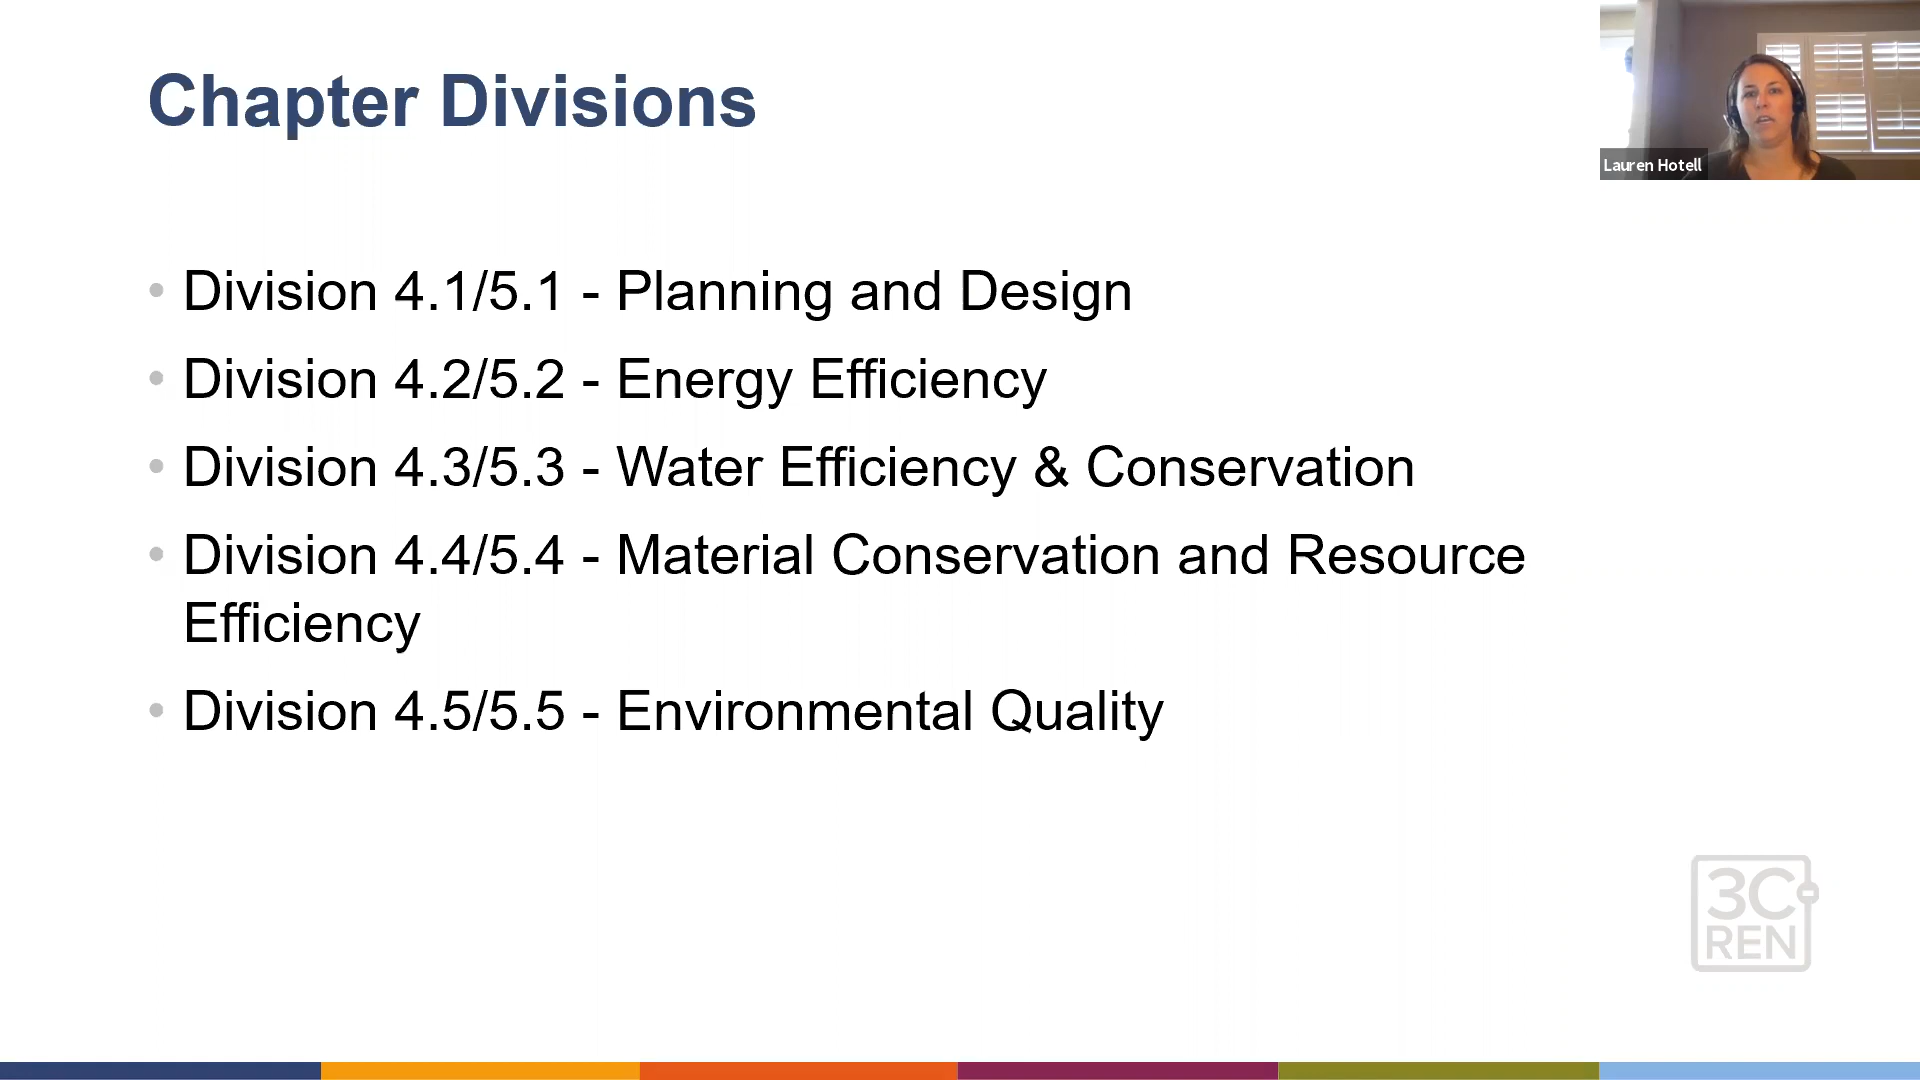 Chapter Divisions
Lauren Hotell
• Division 4.1/5.1 - Planning and Design
• Division 4.2/5.2 - Energy Efficiency
• Division 4.3/5.3 - Water Efficiency & Conservation
• Division 4.4/5.4 - Material Conservation and Resource
Efficiency
• Division 4.5/5.5 - Environmental Quality
3C
REN